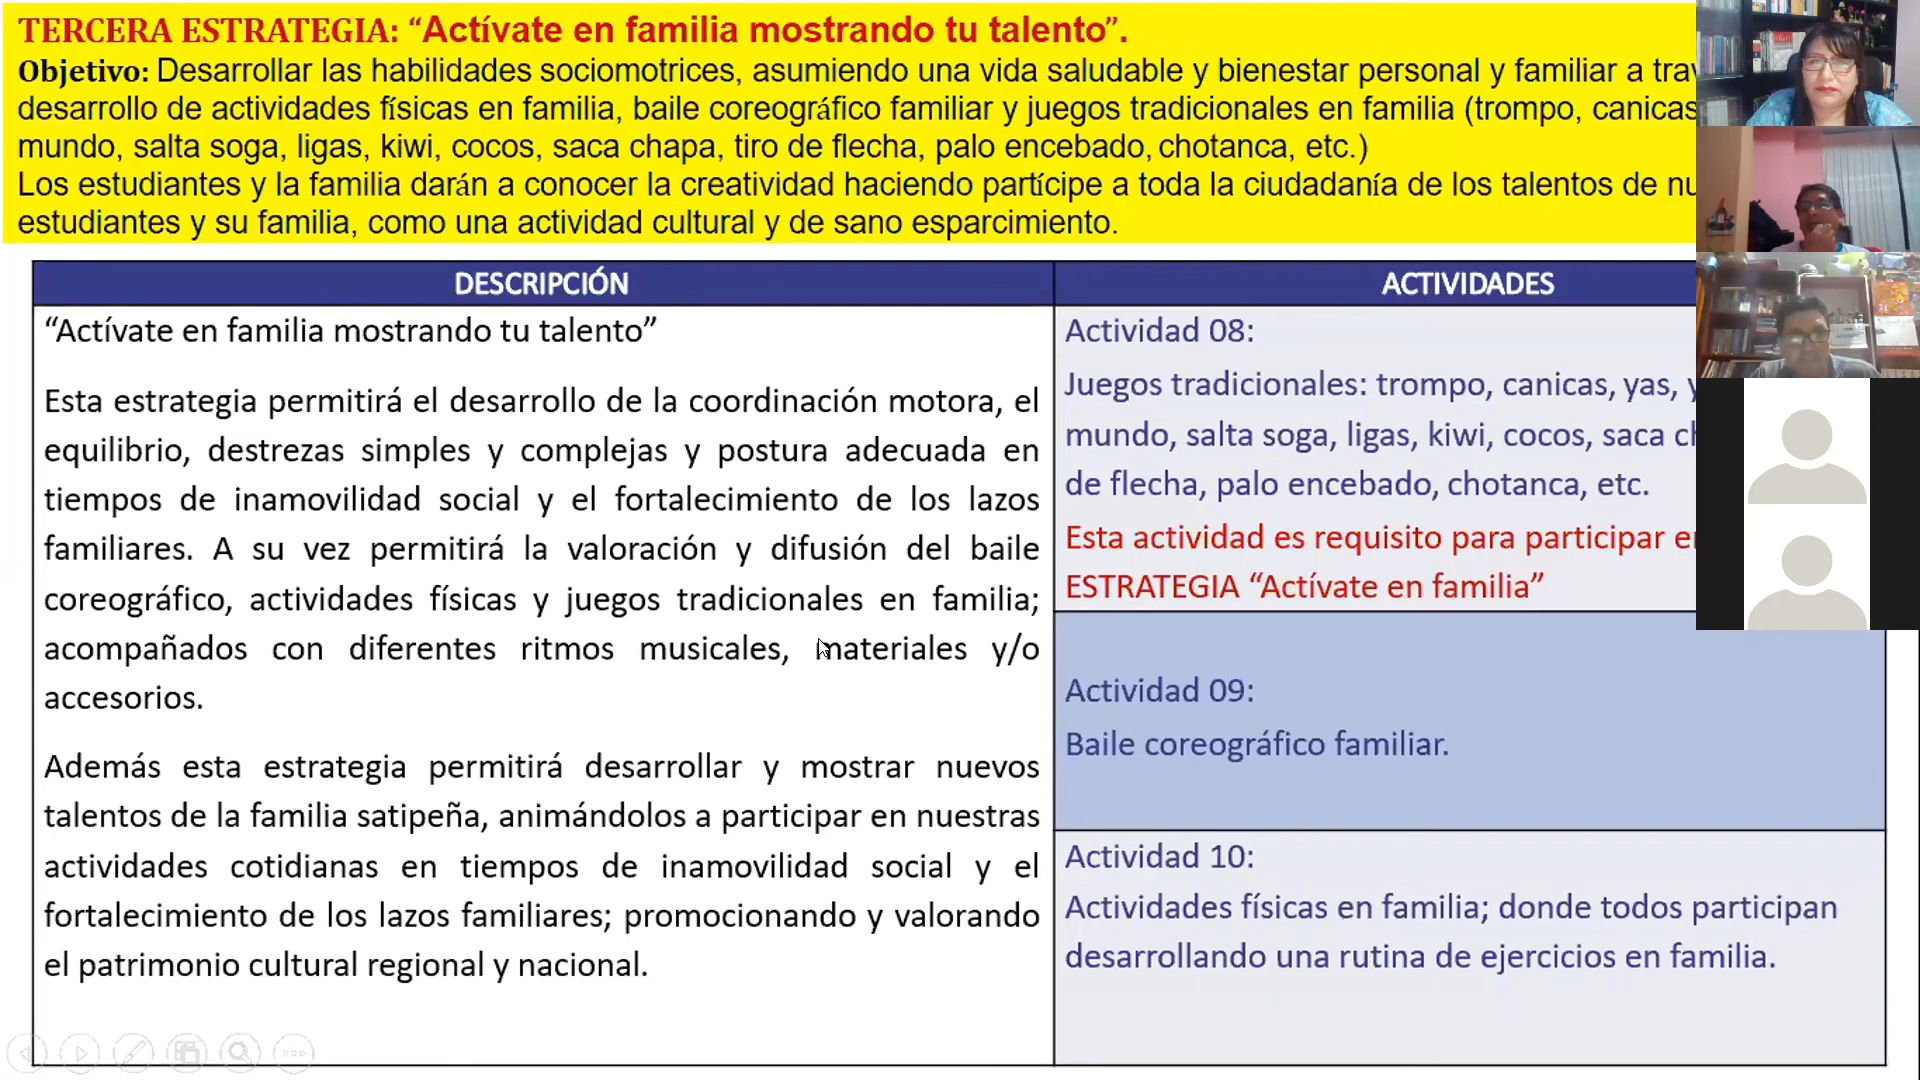 TERCERA ESTRATEGIA: “Actívate en familia mostrando tu talento”.
Objetivo: Desarrollar las habilidades sociomotrices, asumiendo una vida saludable y bienestar personal y familiar a
desarrollo de actividades físicas en familia, baile coreográfico familiar y juegos tradicionales en familia (trompo, canicas
mundo, salta soga, ligas, kiwi, cocos, saca chapa, tiro de flecha, palo encebado, chotanca, etc.)
Los estudiantes y la familia darán a conocer la creatividad haciendo partícipe a toda la ciudadanía de los talentos de
estudiantes y su familia, como una actividad cultural y de sano esparcimiento.
DESCRIPCIÓN
“Actívate en familia mostrando tu talento”
Esta estrategia permitirá el desarrollo de la coordinación motora, el
equilibrio, destrezas simples y complejas y postura adecuada en
tiempos de inamovilidad social y el fortalecimiento de los lazos
familiares. A su vez permitirá la valoración y difusión del baile
coreográfico, actividades físicas y juegos tradicionales en familia;
acompañados con diferentes ritmos musicales, materiales y/o
accesorios.
Además esta estrategia permitirá desarrollar y mostrar nuevos
talentos de la familia satipeña, animándolos a participar en nuestras
actividades cotidianas en tiempos de inamovilidad social y el
fortalecimiento de los lazos familiares; promocionando y valorando
el patrimonio cultural regional y nacional.
ACTIVIDADES
Actividad 08:
Juegos tradicionales: trompo, canicas, yas,
mundo, salta soga, ligas, kiwi, cocos, saca
de flecha, palo encebado, chotanca, etc.
Esta actividad es requisito para participar
ESTRATEGIA “Actívate en familia”
Actividad 09:
Baile coreográfico familiar.
Actividad 10:
Actividades físicas en familia; donde todos participan
desarrollando una rutina de ejercicios en familia.